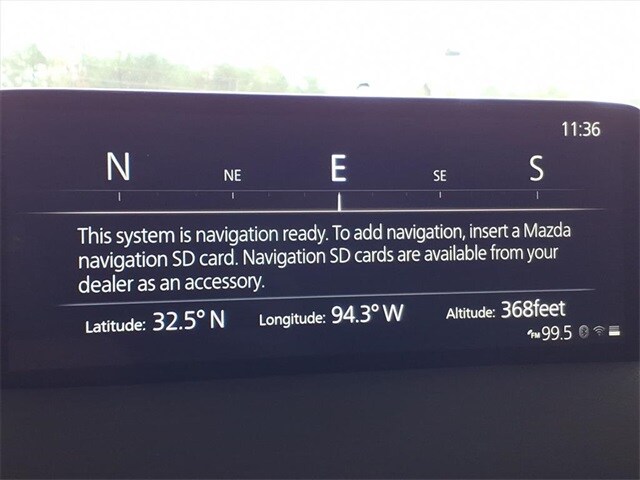 11:36
N NE E SE S
This system is navigation ready. To add navigation, insert a Mazda
navigation SD card. Navigation SD cards are available from your
dealer as an accessory.
Latitude: 32.5° N Longitude: 94.3° W Altitude: 368feet
FM 99.5